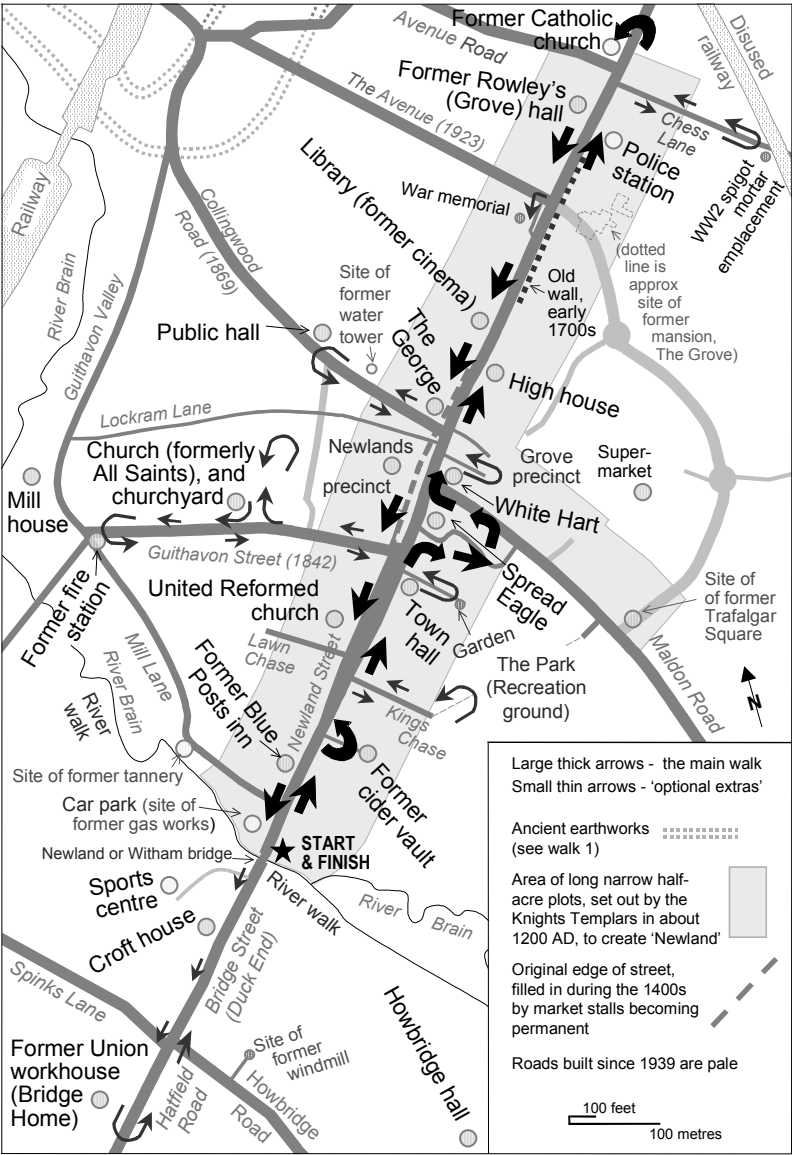 Former Catholic
church
Avenue Road
Disused
railway
Former Rowley's
(Grove) hall
The Avenue (1923)
Chess
Lane
Police
station
WW2 spigot
mortar
emplacement
Library (former cinema)
War memorial
Railway
Collingwood
Road (1869)
River Brain
Guithavon Valley
(dotted
line is
approx
site of
former
mansion,
The Grove)
Old
wall,
early
1700s
Site of
former
water
tower
Public hall
The
George
High house
Lockram Lane
Church (formerly
All Saints), and
churchyard
Newlands
precinct
Grove
precinct
Super-
market
Mill
house
White Hart
Guithavon Street (1842)
Former fire
station
United Reformed
church
Spread
Eagle
Town
hall
Garden
Site of
of former
Trafalgar
Square
Lawn
Chase
Newland Street
Mill Lane
River Brain
River
walk
Former Blue
Posts inn
The Park
(Recreation
ground)
Maldon Road
N
Kings
Chase
Site of former tannery
Former
cider vault
Car park (site of
former gas works)
START
& FINISH
Newland or Witham bridge
Sports
centre
River walk
River Brain
Croft house
Bridge Street
(Duck End)
Spinks Lane
Howbridge hall
Site of
former
windmill
Former Union
workhouse
(Bridge
Home)
Hatfield
Road
Howbridge
Road
Large thick arrows - the main walk
Small thin arrows - 'optional extras'
Ancient earthworks
(see walk 1)
Area of long narrow half-
acre plots, set out by the
Knights Templars in about
1200 AD, to create 'Newland'
Original edge of street,
filled in during the 1400s
by market stalls becoming
permanent
Roads built since 1939 are pale
100 feet
100 metres